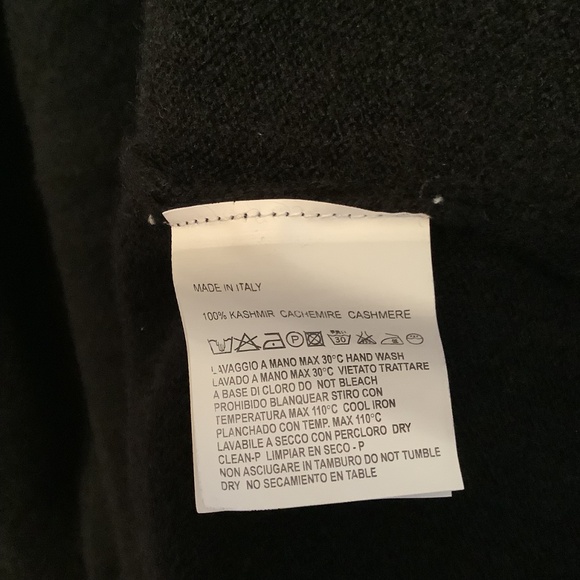 MADE IN ITALY
100% KASHMIR CACHEMIRE CASHMERE
P 30
LAVAGGIO A MANO MAX 30°C HAND WASH
LAVADO A MANO MAX 30°C VIETATO TRATTARE
A BASE DI CLORO DO NOT BLEACH
PROHIBIDO BLANQUEAR STIRO CON
TEMPERATURA MAX 110°C COOL IRON
PLANCHADO CON TEMP. MAX 110°C
LAVABILE A SECCO CON PERCLORO DRY
CLEAN-P LIMPIAR EN SECO - P
NON ASCIUGARE IN TAMBURO DO NOT TUMBLE
DRY NO SECAMIENTO EN TABLE